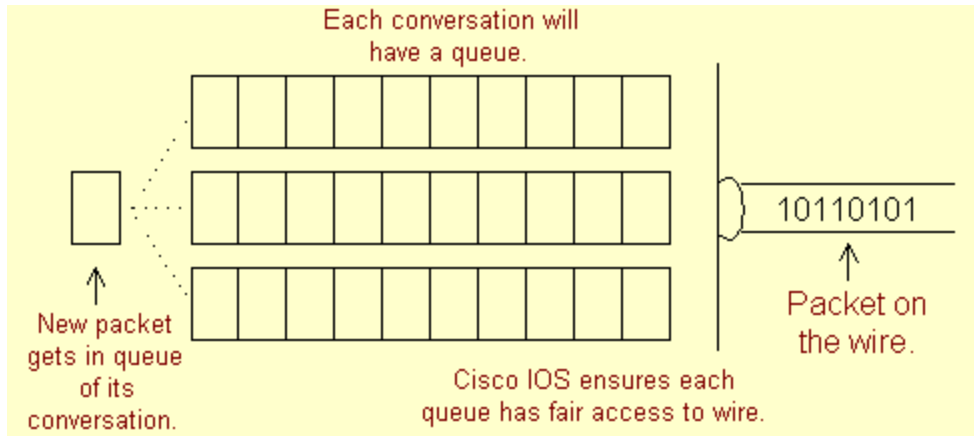 Each conversation will
have a queue.
10110101
New packet
gets in queue
of its
conversation.
Packet on
the wire.
Cisco IOS ensures each
queue has fair access to wire.